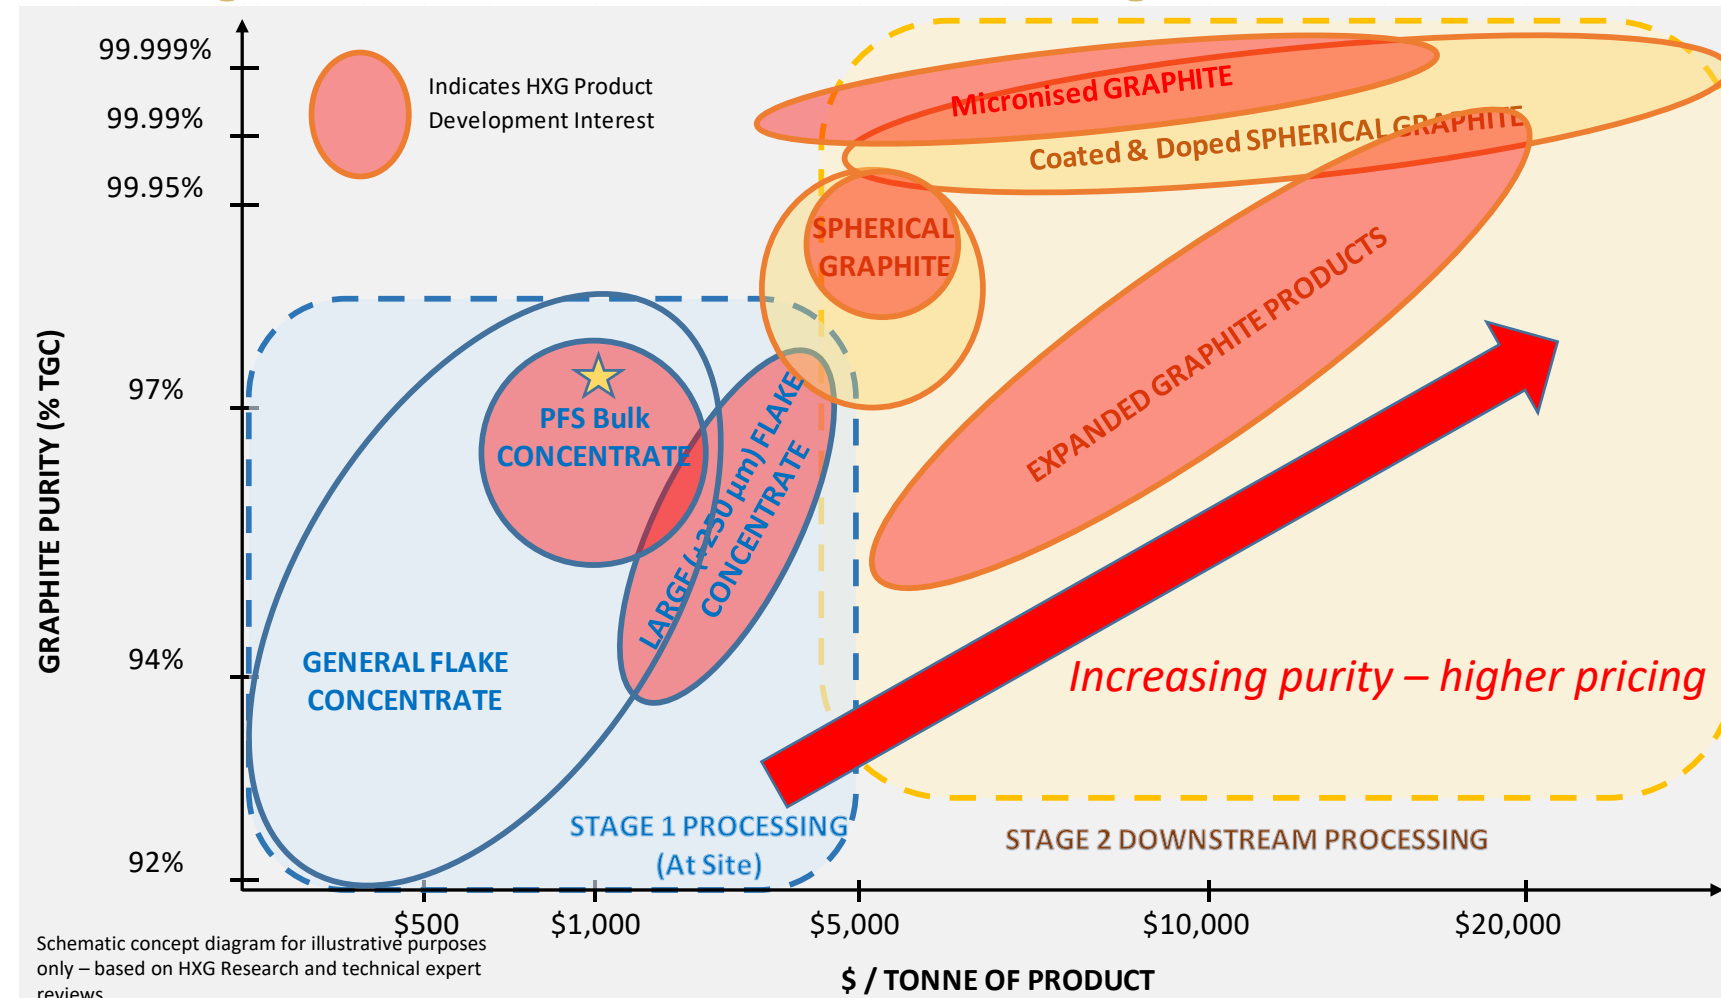 99.999%
99.99%
99.95%
97%
94%
92%
GRAPHITE PURITY (% TGC)
Indicates HXG Product
Development Interest
Micronised GRAPHITE
Coated & Doped SPHERICAL GRAPHITE
SPHERICAL
GRAPHITE
EXPANDED GRAPHITE PRODUCTS
PFS Bulk
CONCENTRATE
LARGE (+250 µm) FLAKE
CONCENTRATE
GENERAL FLAKE
CONCENTRATE
Increasing purity – higher pricing
STAGE 1 PROCESSING
(At Site)
STAGE 2 DOWNSTREAM PROCESSING
$500
$1,000
$5,000
$10,000
$20,000
$ / TONNE OF PRODUCT
Schematic concept diagram for illustrative purposes
only – based on HXG Research and technical expert
reviews